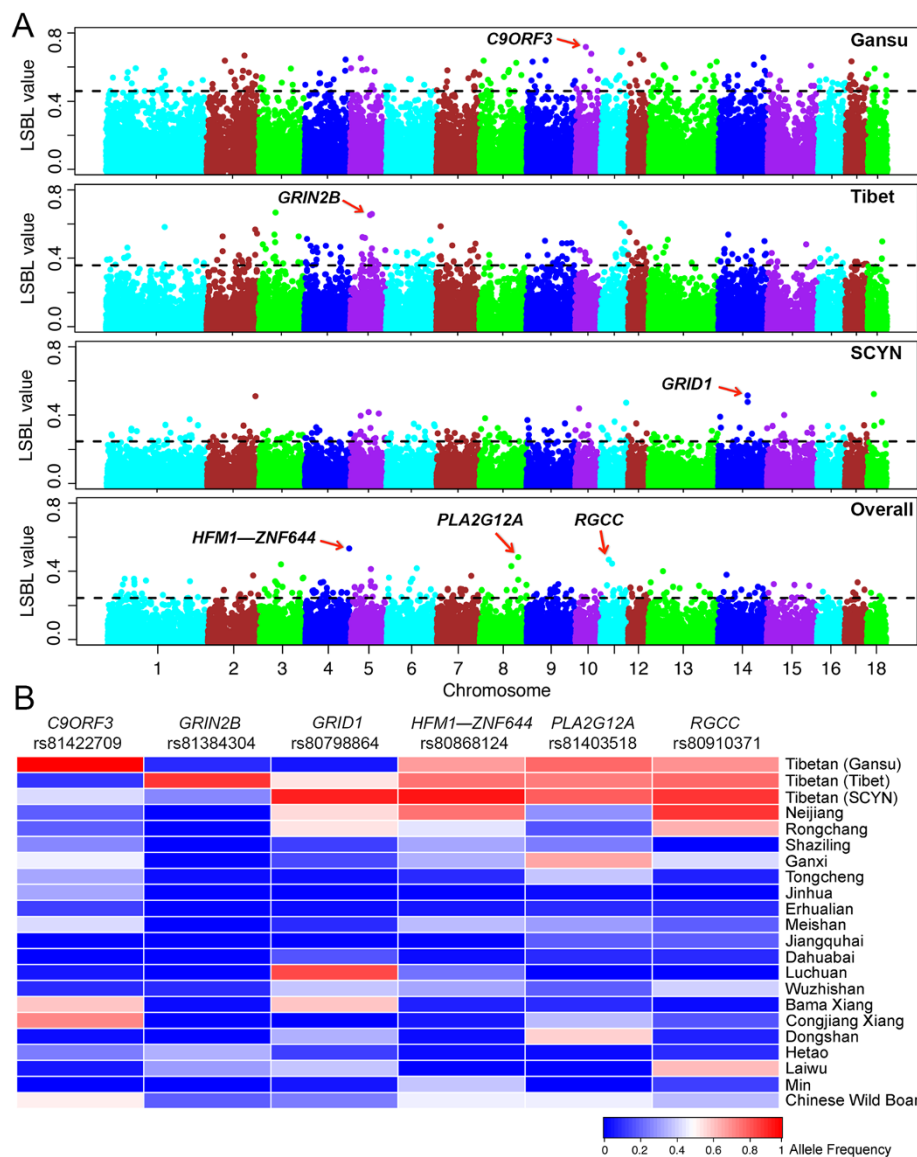 A
0.8
0.4
0.0
LSBL value
C9ORF3
Gansu
0.8
0.4
0.0
LSBL value
GRIN2B
Tibet
0.8
0.4
0.0
LSBL value
GRID1
SCYN
0.8
0.4
0.0
LSBL value
HFM1—ZNF644
PLA2G12A
RGCC
Overall
1 2 3 4 5 6 7 8 9 10 11 12 13 14 15 16 18
Chromosome
B
C9ORF3 GRIN2B GRID1 HFM1—ZNF644 PLA2G12A RGCC
rs81422709 rs81384304 rs80798864 rs80868124 rs81403518 rs80910371
Tibetan (Gansu)
Tibetan (Tibet)
Tibetan (SCYN)
Neijiang
Rongchang
Shaziling
Ganxi
Tongcheng
Jinhua
Erhualian
Meishan
Jiangquhai
Dahuabai
Luchuan
Wuzhishan
Bama Xiang
Congjiang Xiang
Dongshan
Hetao
Laiwu
Min
Chinese Wild Boar
0 0.2 0.4 0.6 0.8 1 Allele Frequency